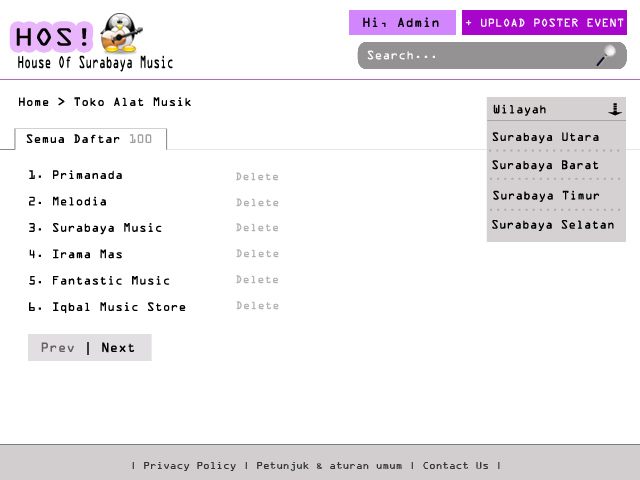 HOS!
House Of Surabaya Music
Hi, Admin
+ UPLOAD POSTER EVENT
Search...
Home > Toko Alat Musik
Wilayah
Surabaya Utara
Surabaya Barat
Surabaya Timur
Surabaya Selatan
Semua Daftar 100
1. Primanada Delete
2. Melodia Delete
3. Surabaya Music Delete
4. Irama Mas Delete
5. Fantastic Music Delete
6. Iqbal Music Store Delete
Prev | Next
| Privacy Policy | Petunjuk & aturan umum | Contact Us |